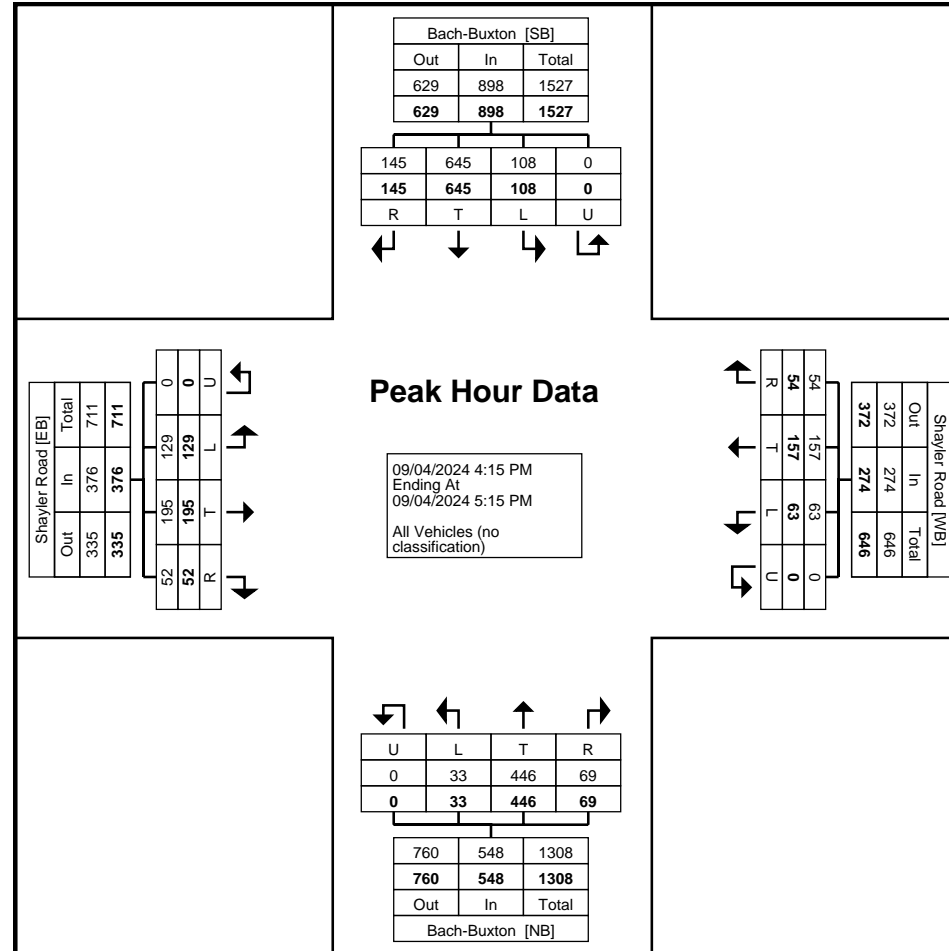 Bach-Buxton [SB]
Out In Total
629 898 1527
629 898 1527
145 645 108 0
145 645 108 0
R T L U
Shayler Road [EB]
Total In Out
711 376 335
711 376 335
0 129 195 52
0 129 195 52
U L T R
Peak Hour Data
09/04/2024 4:15 PM
Ending At
09/04/2024 5:15 PM
All Vehicles (no
classification)
R T L U
54 157 63 0
54 157 63 0
372 274 646
372 274 646
Out In Total
Shayler Road [WB]
U L T R
0 33 446 69
0 33 446 69
760 548 1308
760 548 1308
Out In Total
Bach-Buxton [NB]